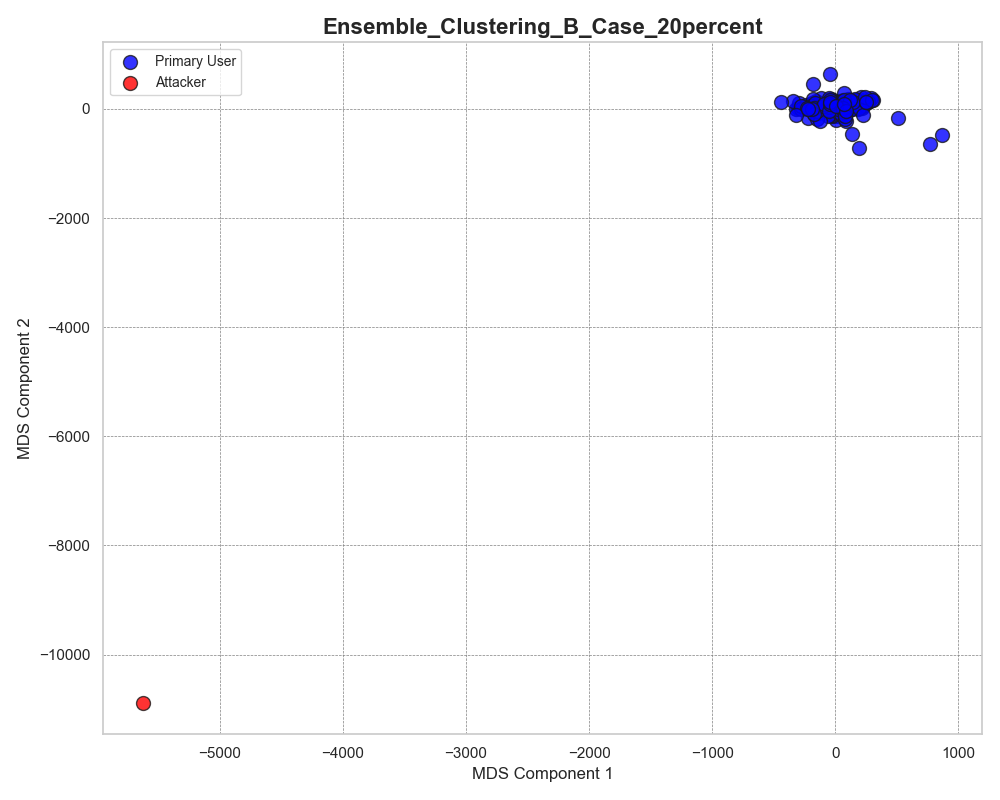 Ensemble_Clustering_B_Case_20percent
Primary User
Attacker
0
−2000
−4000
−6000
−8000
−10000
MDS Component 2
−5000
−4000
−3000
−2000
−1000
0
1000
MDS Component 1